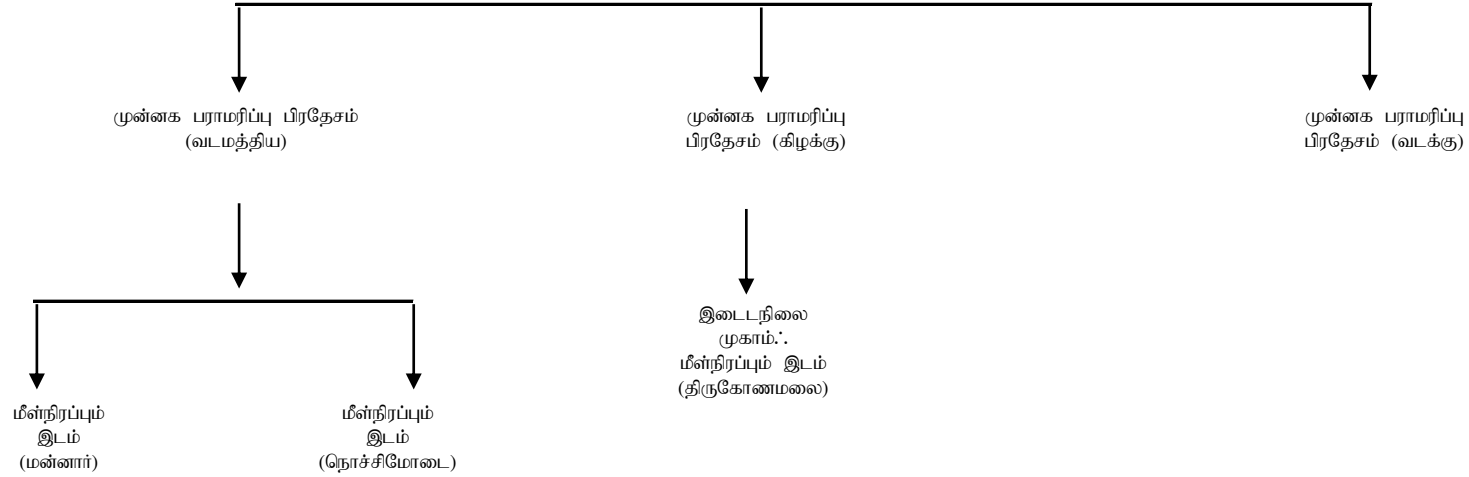 முன்னக பராமரிப்பு பிரதேசம்
(வடமத்திய)
முன்னக பராமரிப்பு
பிரதேசம் (கிழக்கு)
முன்னக பராமரிப்பு
பிரதேசம் (வடக்கு)
இடைடநிலை
முகாம்ஃ
மீள்நிரப்பும் இடம்
(திருகோணமலை)
மீள்நிரப்பும்
இடம்
(மன்னார்)
மீள்நிரப்பும்
இடம்
(நொச்சிமோடை)